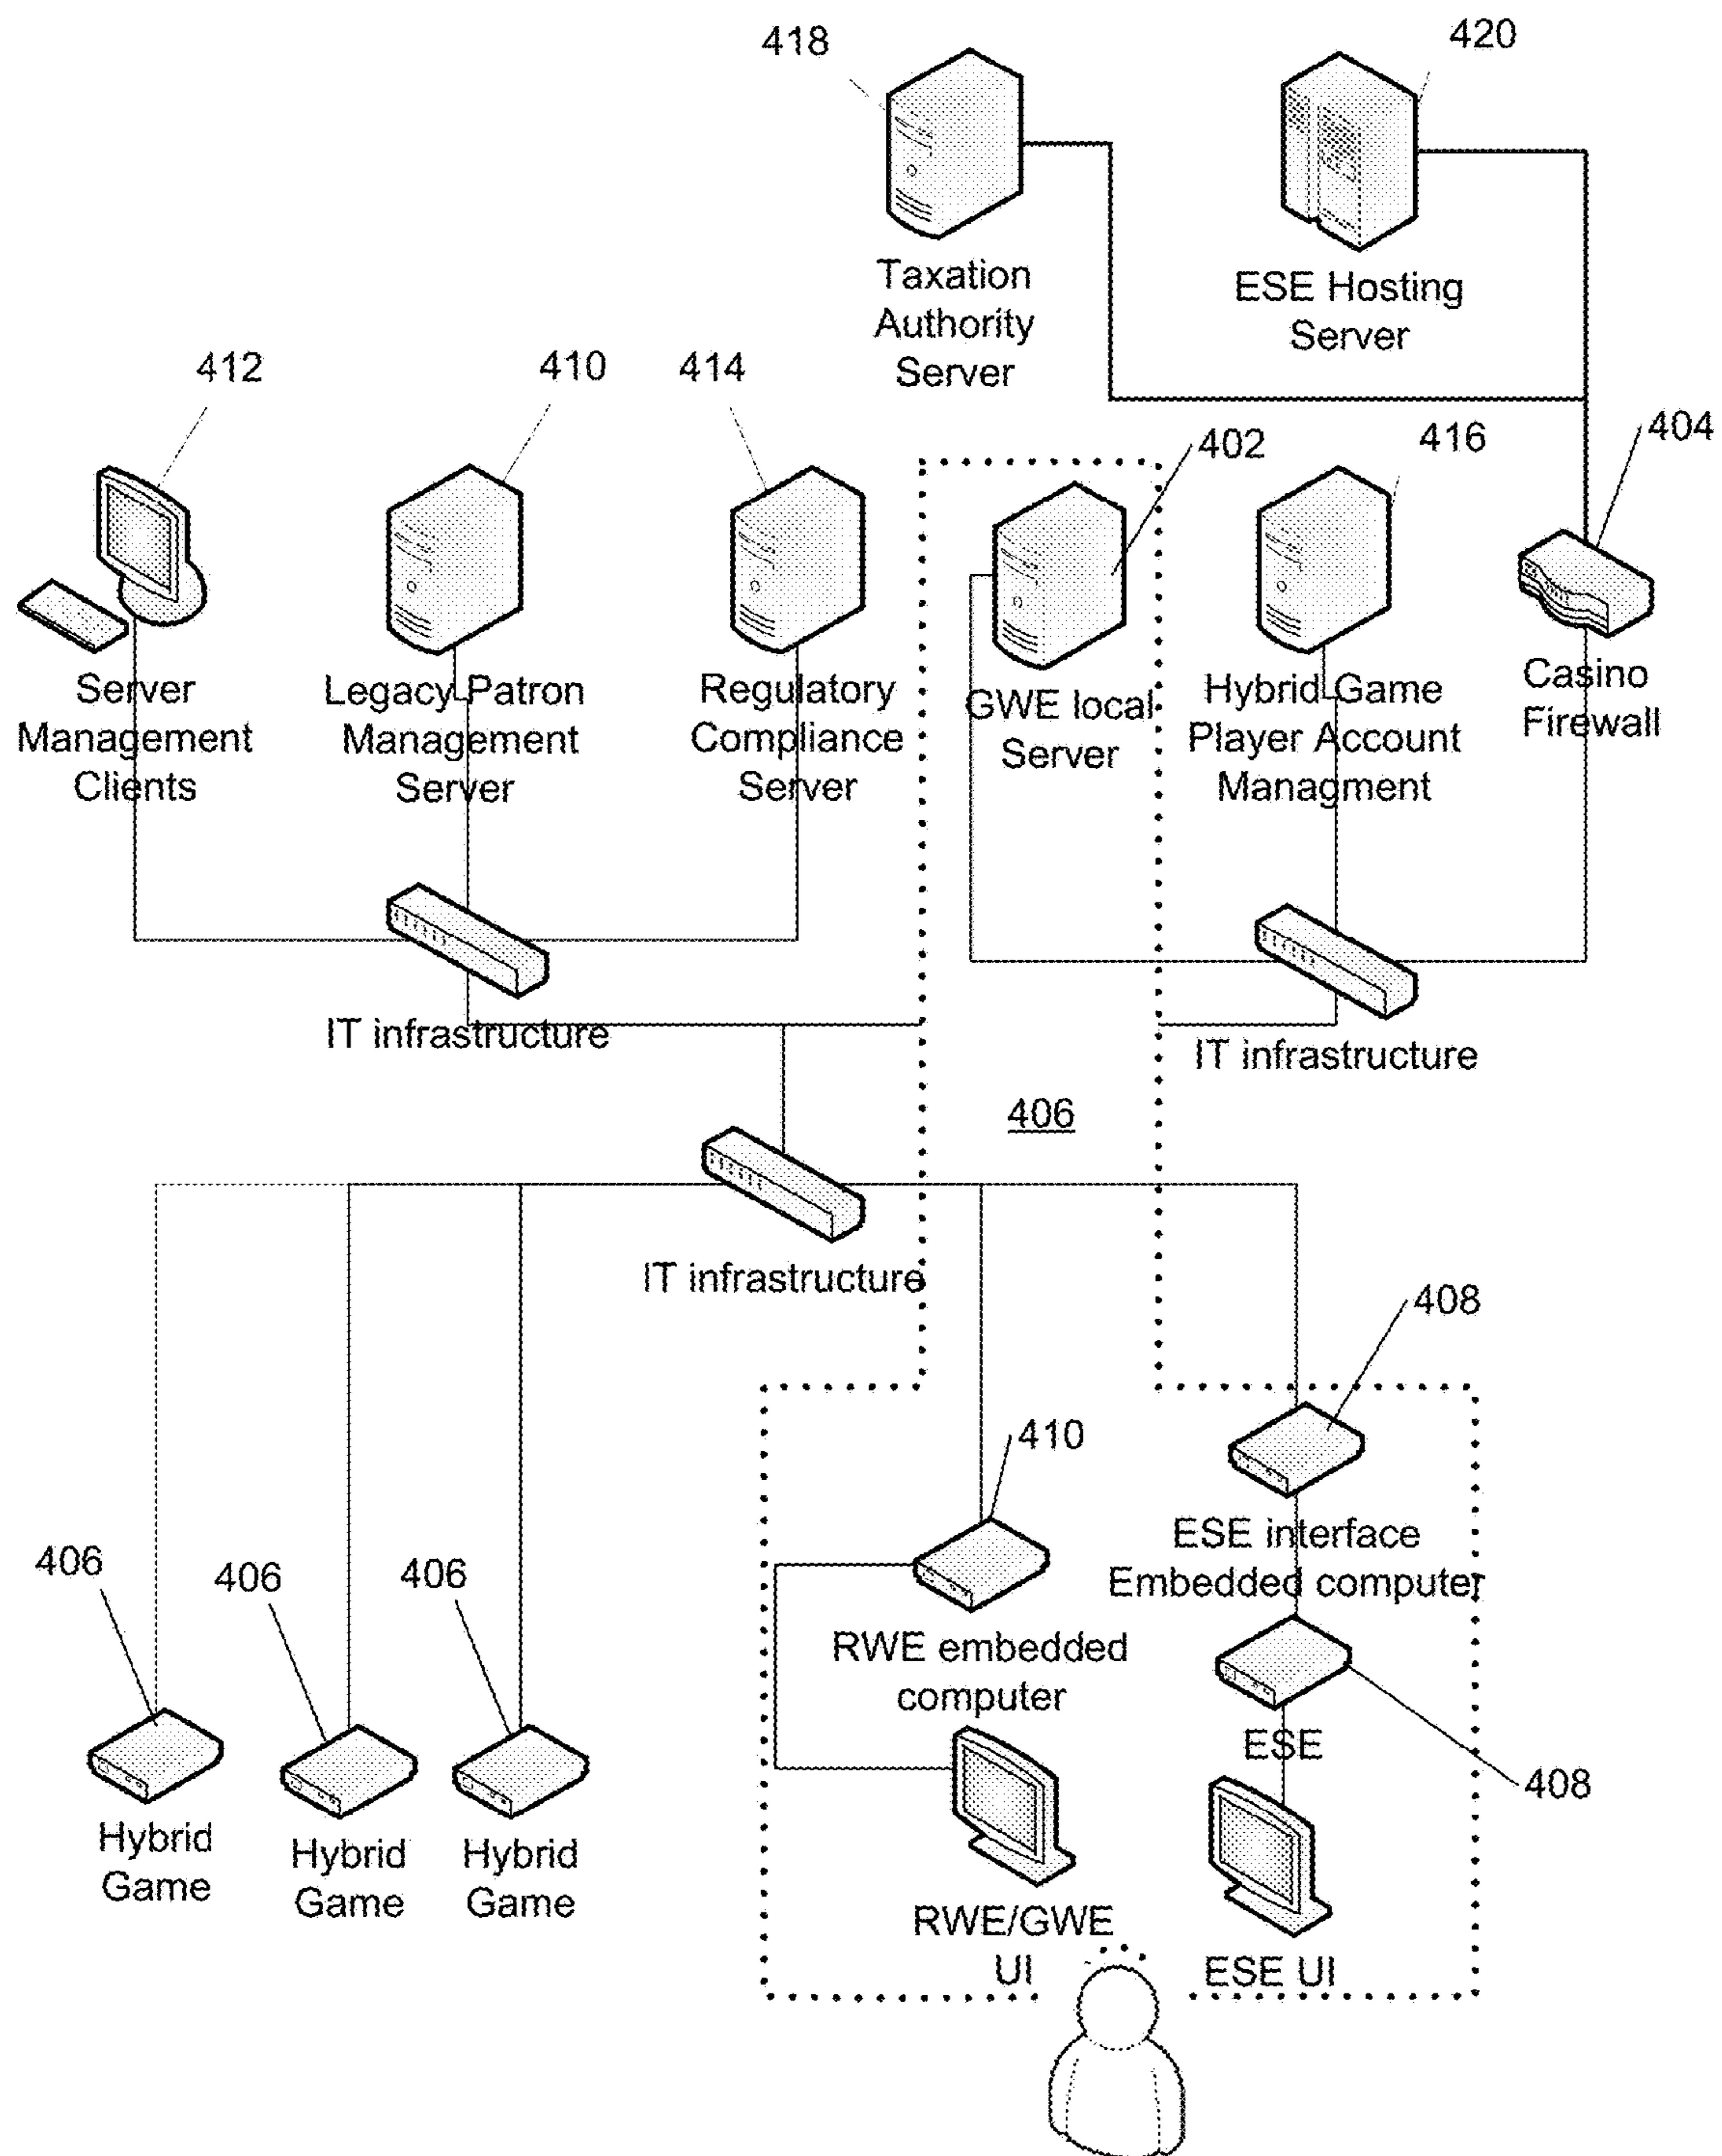 418
420
Taxation
Authority
Server
ESE Hosting
Server
412
410
414
402
416
404
Server
Management
Clients
Legacy Patron
Management
Server
Regulatory
Compliance
Server
GWE local
Server
Hybrid Game
Player Account
Managment
Casino
Firewall
IT infrastructure
IT infrastructure
406
IT infrastructure
408
410
ESE interface
Embedded computer
406
406
406
RWE embedded
computer
ESE
408
Hybrid
Game
Hybrid
Game
Hybrid
Game
RWE/GWE
UI
ESE UI